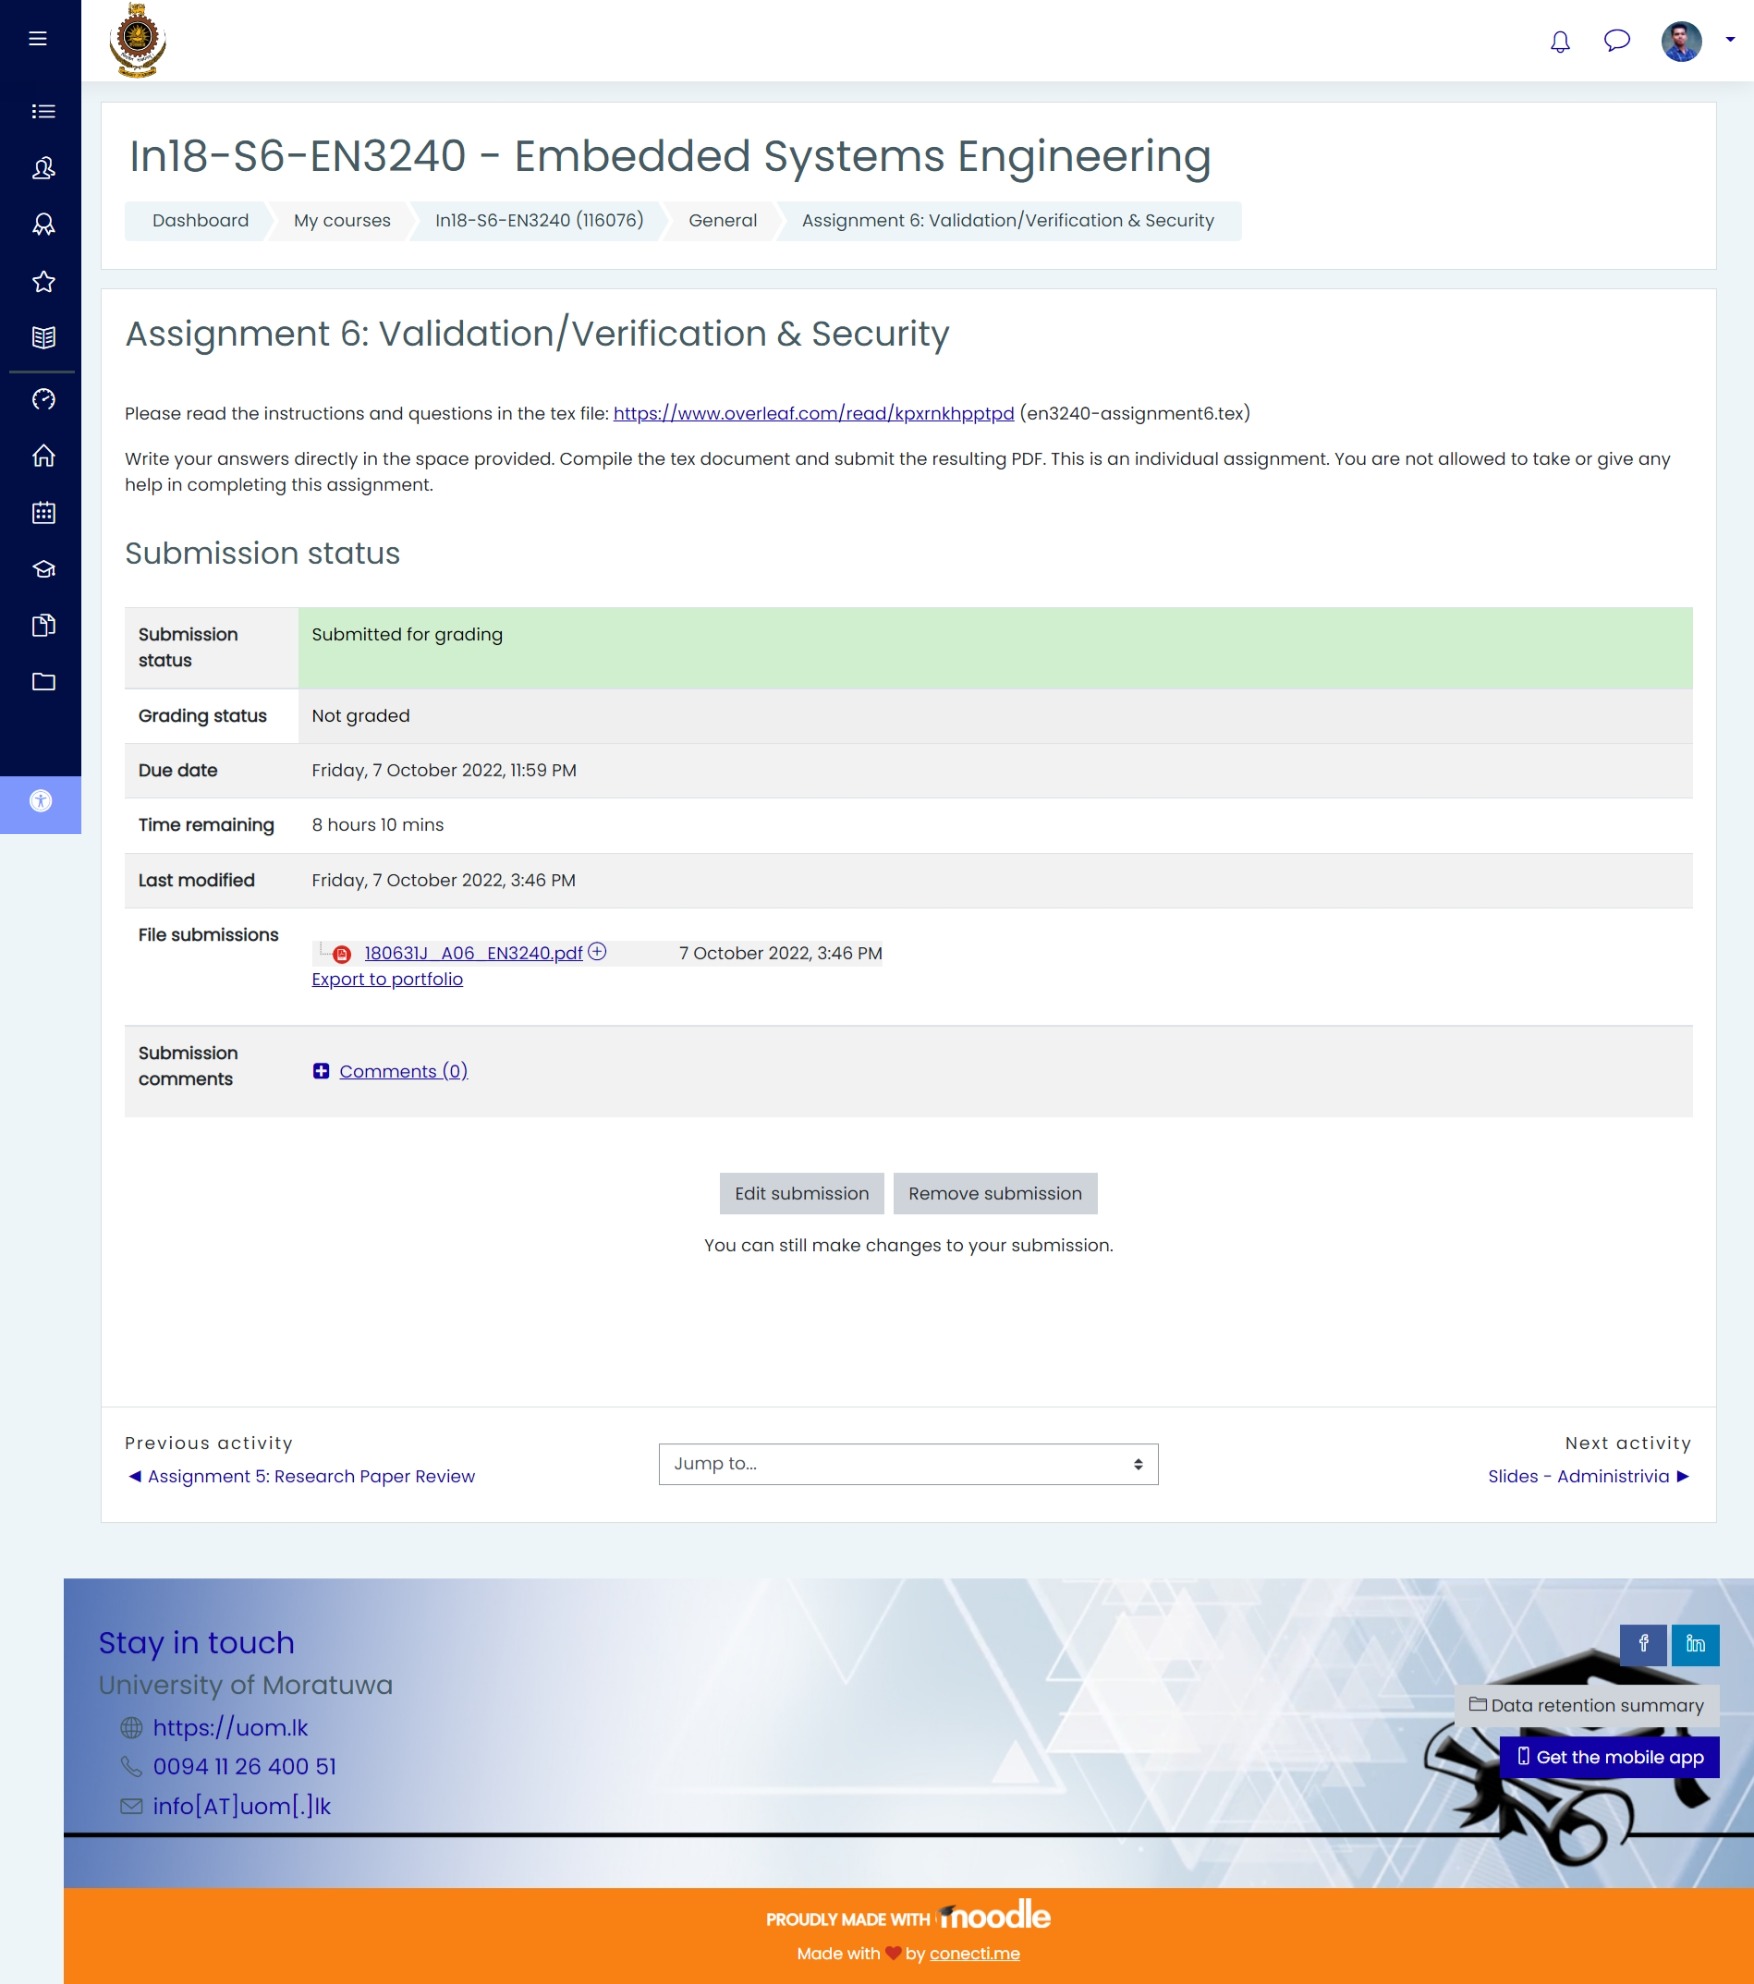 In18-S6-EN3240 - Embedded Systems Engineering
Dashboard
My courses
In18-S6-EN3240 (116076)
General
Assignment 6: Validation/Verification & Security
Assignment 6: Validation/Verification & Security
Please read the instructions and questions in the tex file: https://www.overleaf.com/read/kpxrnkhpptpd (en3240-assignment6.tex)
Write your answers directly in the space provided. Compile the tex document and submit the resulting PDF. This is an individual assignment. You are not allowed to take or give any
help in completing this assignment.
Submission status
Submission
status
Submitted for grading
Grading status
Not graded
Due date
Friday, 7 October 2022, 11:59 PM
Time remaining
8 hours 10 mins
Last modified
Friday, 7 October 2022, 3:46 PM
File submissions
180631J_A06_EN3240.pdf
7 October 2022, 3:46 PM
Export to portfolio
Submission
comments
Comments (0)
Edit submission
Remove submission
You can still make changes to your submission.
Previous activity
◄ Assignment 5: Research Paper Review
Jump to...
Next activity
Slides - Administrivia ►
Stay in touch
University of Moratuwa
https://uom.lk
0094 11 26 400 51
info[AT]uom[.]lk
f
in
Data retention summary
Get the mobile app
PROUDLY MADE WITH moodle
Made with ❤ by conecti.me